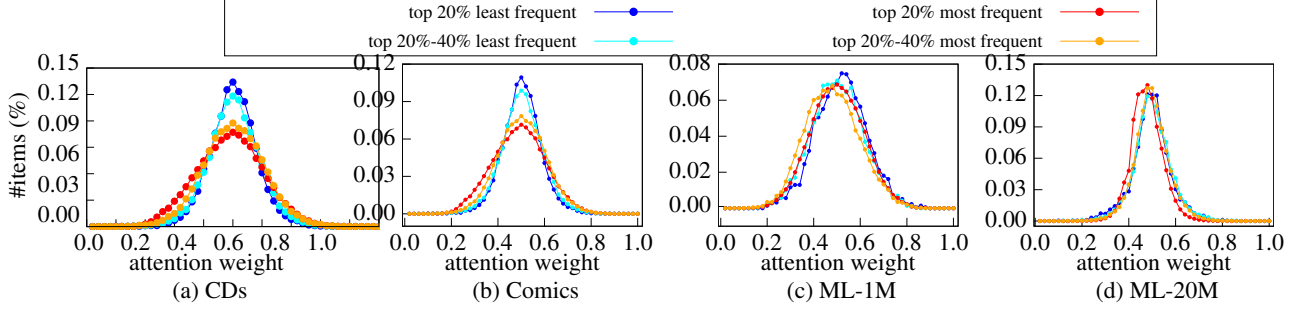 top 20% least frequent
top 20% most frequent
top 20%-40% least frequent
top 20%-40% most frequent
#items (%)
0.15
0.12
0.09
0.06
0.03
0.00
0.0 0.2 0.4 0.6 0.8 1.0
attention weight
(a) CDs
0.12
0.09
0.06
0.03
0.00
0.0 0.2 0.4 0.6 0.8 1.0
attention weight
(b) Comics
0.08
0.06
0.04
0.02
0.00
0.0 0.2 0.4 0.6 0.8 1.0
attention weight
(c) ML-1M
0.15
0.12
0.09
0.06
0.03
0.00
0.0 0.2 0.4 0.6 0.8 1.0
attention weight
(d) ML-20M